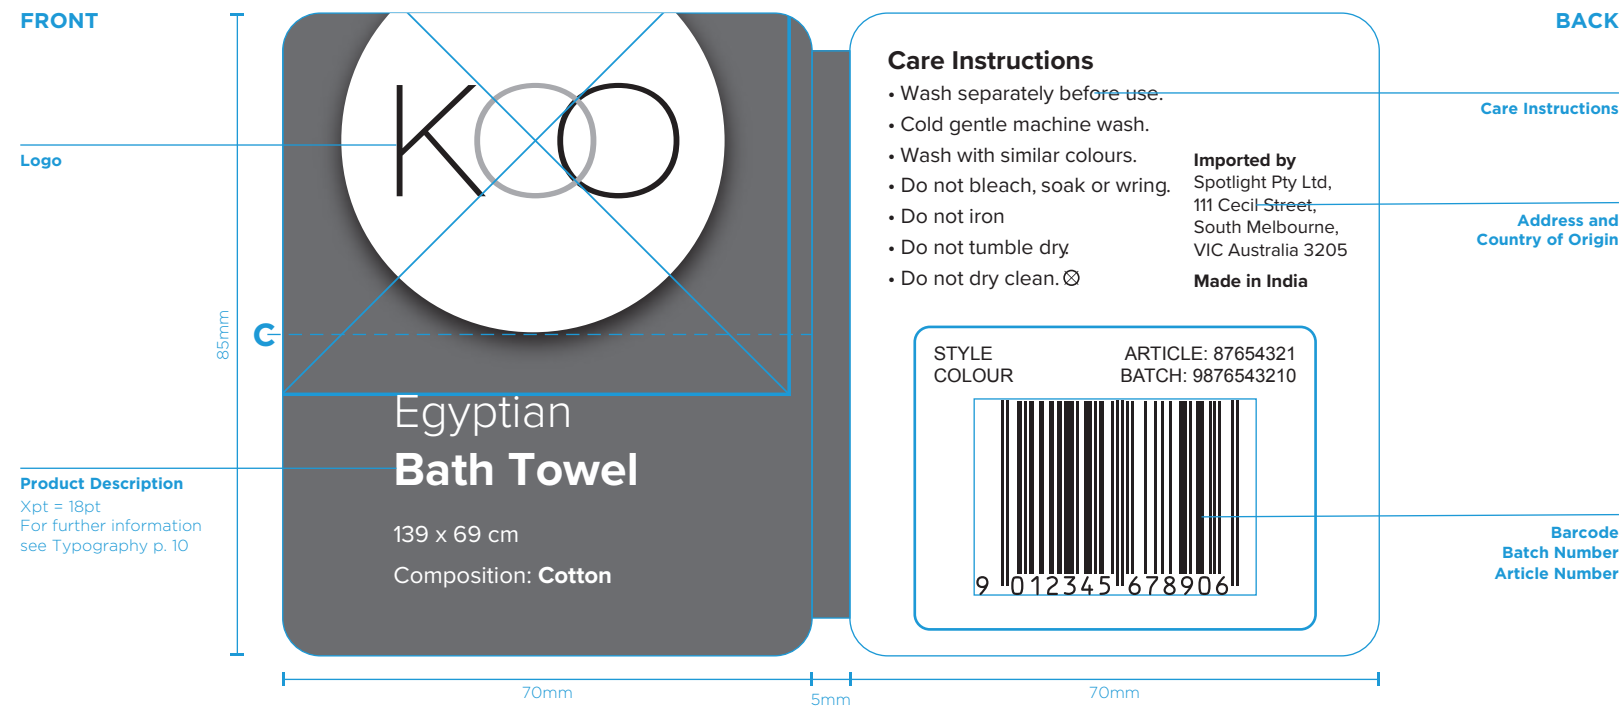 FRONT
BACK
Logo
85mm
C
Product Description
Xpt = 18pt
For further information
see Typography p. 10
KOO
Egyptian
Bath Towel
139 x 69 cm
Composition: Cotton
Care Instructions
• Wash separately before use.
• Cold gentle machine wash.
• Wash with similar colours.
• Do not bleach, soak or wring.
• Do not iron
• Do not tumble dry.
• Do not dry clean.
Imported by
Spotlight Pty Ltd,
111 Cecil Street,
South Melbourne,
VIC Australia 3205
Made in India
STYLE ARTICLE: 87654321
COLOUR BATCH: 9876543210
9 012345 678906
Care Instructions
Address and
Country of Origin
Barcode
Batch Number
Article Number
70mm
5mm
70mm